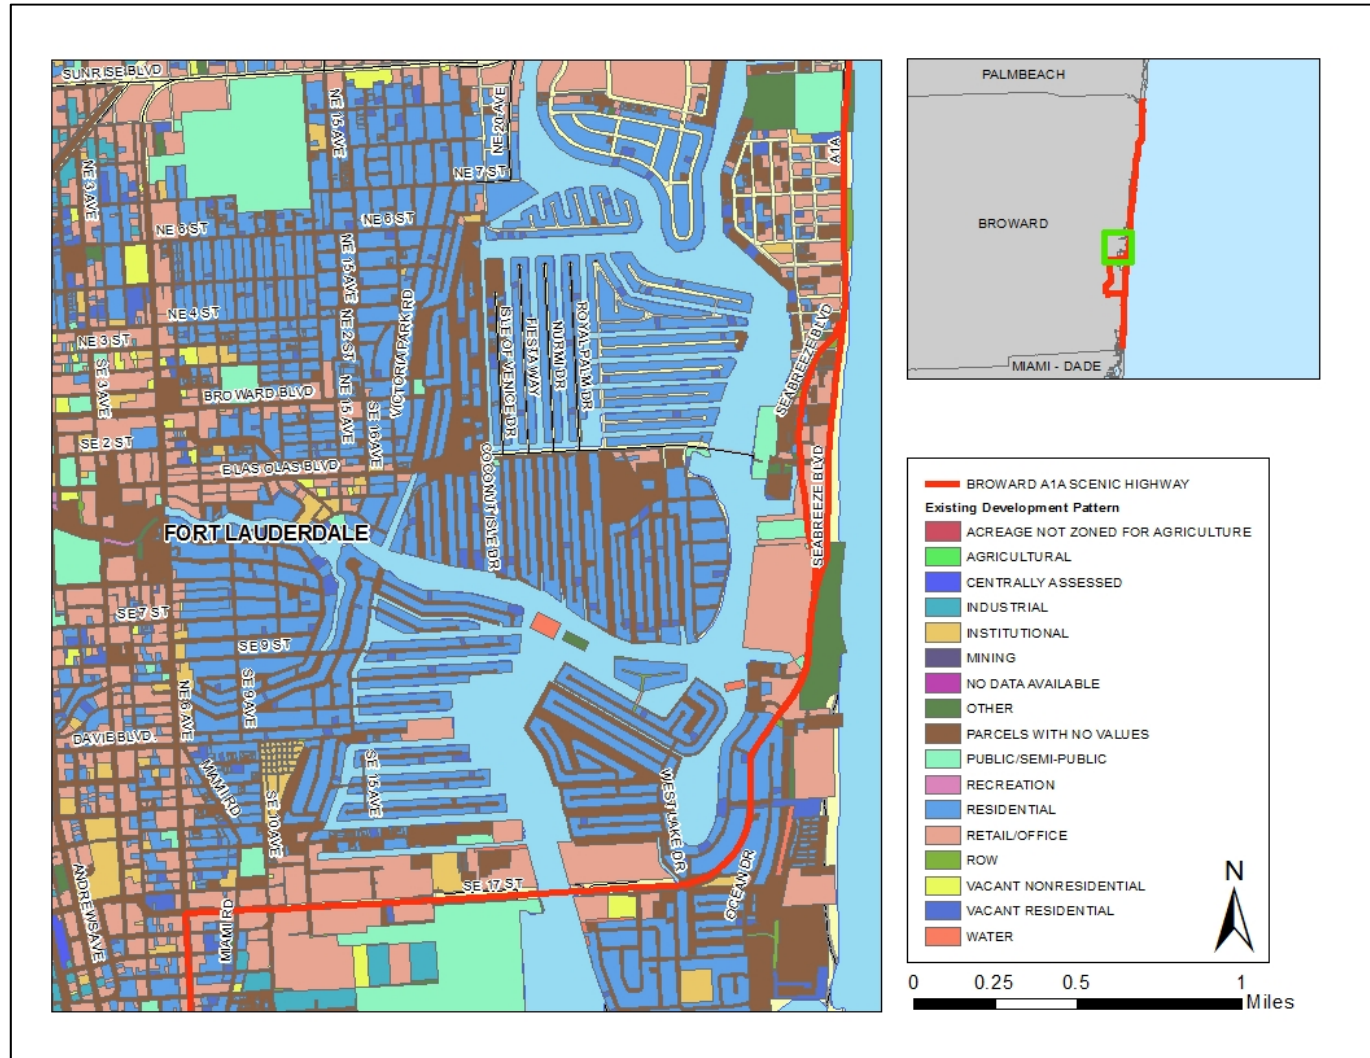 SUNRISE BLVD
NE 15 AVE
NE 20 AVE
A1A
NE 3 AVE
NE 7 ST
NE 6 ST
NE 6 ST
NE 15 AVE
NE 4 ST
NE 3 ST
NE 2 ST
VICTORIA PARK RD
ISLE OF VENICE DR
FIESTA WAY
NURMI DR
ROYAL PALM DR
SEABREEZE BLVD
SE 3 AVE
BROWARD BLVD
NE 15 AVE
SE 16 AVE
SE 2 ST
E LAS OLAS BLVD
COCONUT ISLE DR
SEABREEZE BLVD
FORT LAUDERDALE
SE 7 ST
SE 9 ST
SE 9 AVE
NE 6 AVE
DAVIE BLVD.
MIAMI RD
SE 10 AVE
SE 15 AVE
WEST LAKE DR
OCEAN DR
SE 17 ST
ANDREWS AVE
MIAMI RD
PALMBEACH
BROWARD
MIAMI - DADE
BROWARD A1A SCENIC HIGHWAY
Existing Development Pattern
ACREAGE NOT ZONED FOR AGRICULTURE
AGRICULTURAL
CENTRALLY ASSESSED
INDUSTRIAL
INSTITUTIONAL
MINING
NO DATA AVAILABLE
OTHER
PARCELS WITH NO VALUES
PUBLIC/SEMI-PUBLIC
RECREATION
RESIDENTIAL
RETAIL/OFFICE
ROW
VACANT NONRESIDENTIAL
VACANT RESIDENTIAL
WATER
N
0 0.25 0.5 1
Miles